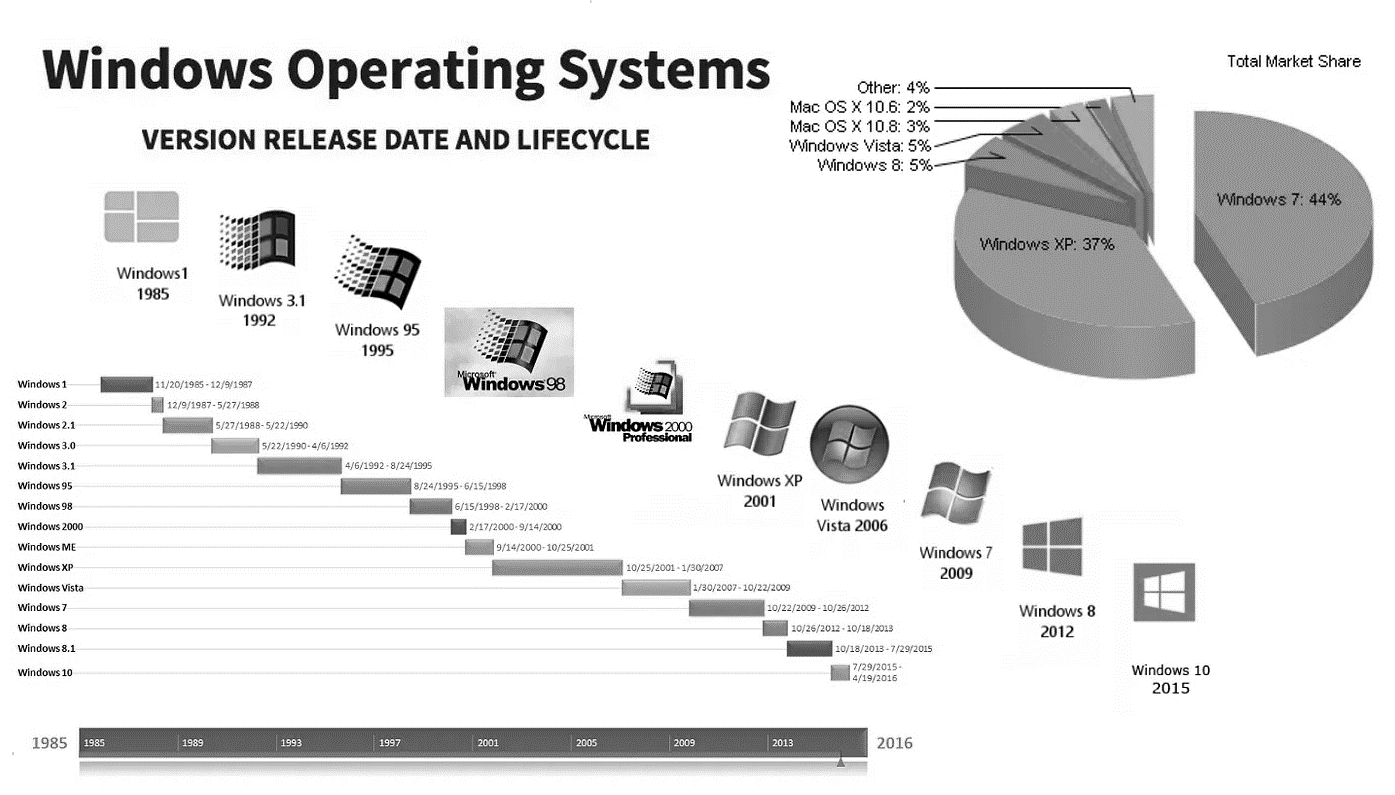 Windows Operating Systems
VERSION RELEASE DATE AND LIFECYCLE
Total Market Share
Other: 4%
Mac OS X 10.6: 2%
Mac OS X 10.8: 3%
Windows Vista: 5%
Windows 8: 5%
Windows 7: 44%
Windows XP: 37%
Windows1
1985
Windows 3.1
1992
Windows 95
1995
Microsoft
Windows 98
Microsoft
Windows 2000
Professional
Windows XP
2001
Windows
Vista 2006
Windows 7
2009
Windows 8
2012
Windows 10
2015
Windows 1 11/20/1985 - 12/9/1987
Windows 2 12/9/1987 - 5/27/1988
Windows 2.1 5/27/1988 - 5/22/1990
Windows 3.0 5/22/1990 - 4/6/1992
Windows 3.1 4/6/1992 - 8/24/1995
Windows 95 8/24/1995 - 6/15/1998
Windows 98 6/15/1998 - 2/17/2000
Windows 2000 2/17/2000 - 9/14/2000
Windows ME 9/14/2000 - 10/25/2001
Windows XP 10/25/2001 - 1/30/2007
Windows Vista 1/30/2007 - 10/22/2009
Windows 7 10/22/2009 - 10/26/2012
Windows 8 10/26/2012 - 10/18/2013
Windows 8.1 10/18/2013 - 7/29/2015
Windows 10 7/29/2015 -
4/19/2016
1985 1985 1989 1993 1997 2001 2005 2009 2013 2016